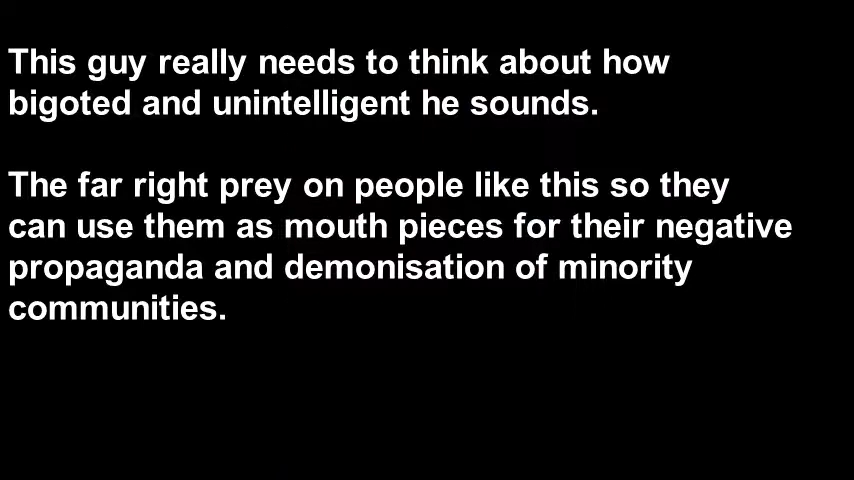 This guy really needs to think about how
bigoted and unintelligent he sounds.
The far right prey on people like this so they
can use them as mouth pieces for their negative
propaganda and demonisation of minority
communities.